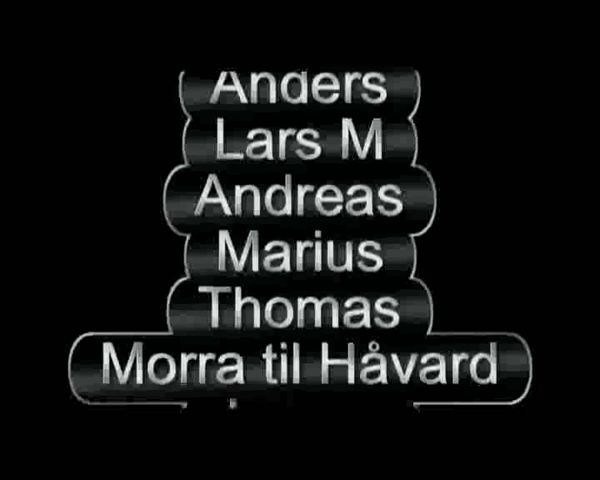 Anders
Lars M
Andreas
Marius
Thomas
Morra til Håvard